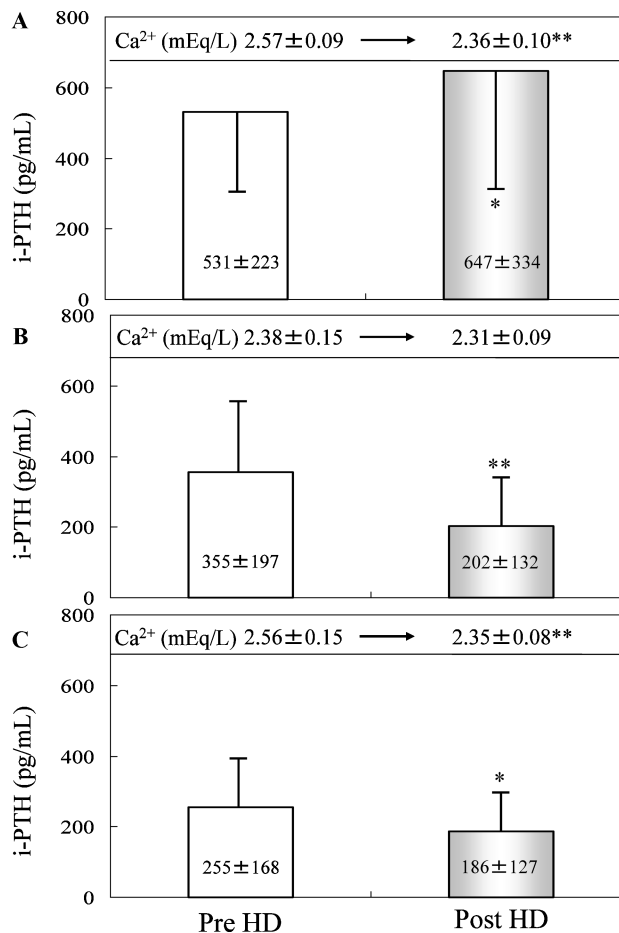 A
800
Ca²⁺ (mEq/L) 2.57±0.09 → 2.36±0.10**
600
400
200
0
i-PTH (pg/mL)
*
531±223
647±334
B
800
Ca²⁺ (mEq/L) 2.38±0.15 → 2.31±0.09
600
400
200
0
i-PTH (pg/mL)
**
355±197
202±132
C
800
Ca²⁺ (mEq/L) 2.56±0.15 → 2.35±0.08**
600
400
200
0
i-PTH (pg/mL)
*
255±168
186±127
Pre HD
Post HD